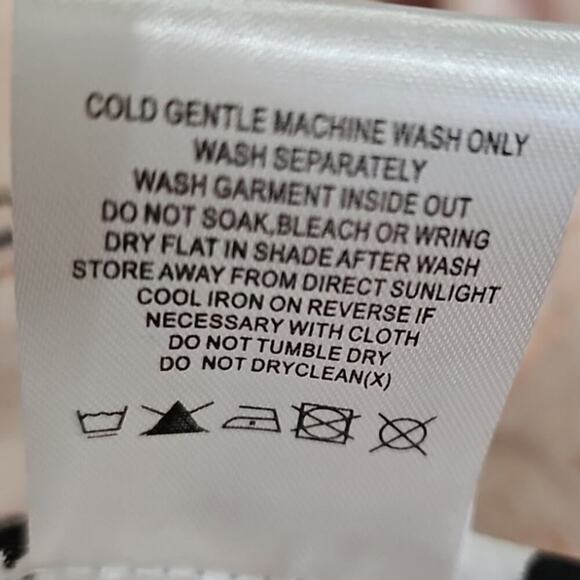 COLD GENTLE MACHINE WASH ONLY
WASH SEPARATELY
WASH GARMENT INSIDE OUT
DO NOT SOAK,BLEACH OR WRING
DRY FLAT IN SHADE AFTER WASH
STORE AWAY FROM DIRECT SUNLIGHT
COOL IRON ON REVERSE IF
NECESSARY WITH CLOTH
DO NOT TUMBLE DRY
DO NOT DRYCLEAN(X)